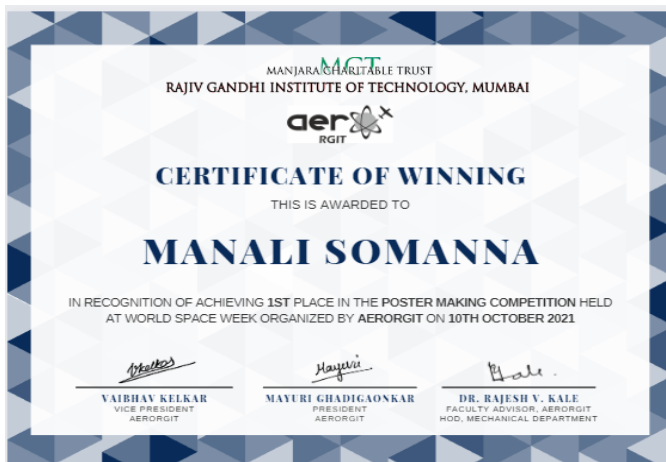 MCT
MANJARA CHARITABLE TRUST
RAJIV GANDHI INSTITUTE OF TECHNOLOGY, MUMBAI
aer
RGIT
CERTIFICATE OF WINNING
THIS IS AWARDED TO
MANALI SOMANNA
IN RECOGNITION OF ACHIEVING 1ST PLACE IN THE POSTER MAKING COMPETITION HELD
AT WORLD SPACE WEEK ORGANIZED BY AERORGIT ON 10TH OCTOBER 2021
Vkelkar Mayuri Kale.
VAIBHAV KELKAR MAYURI GHADIGAONKAR DR. RAJESH V. KALE
VICE PRESIDENT PRESIDENT FACULTY ADVISOR, AERORGIT
AERORGIT AERORGIT HOD, MECHANICAL DEPARTMENT